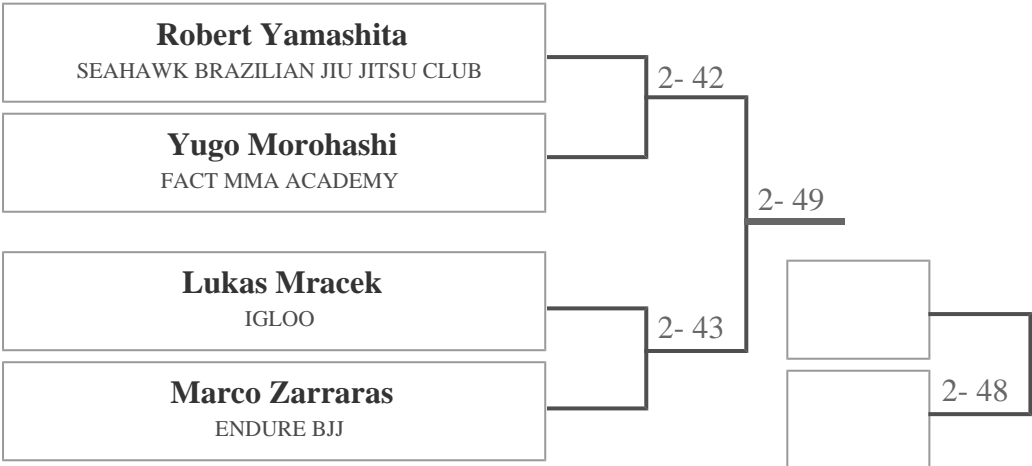 Robert Yamashita
SEAHAWK BRAZILIAN JIU JITSU CLUB
2- 42
Yugo Morohashi
FACT MMA ACADEMY
2- 49
Lukas Mracek
IGLOO
2- 43
Marco Zarraras
ENDURE BJJ
2- 48